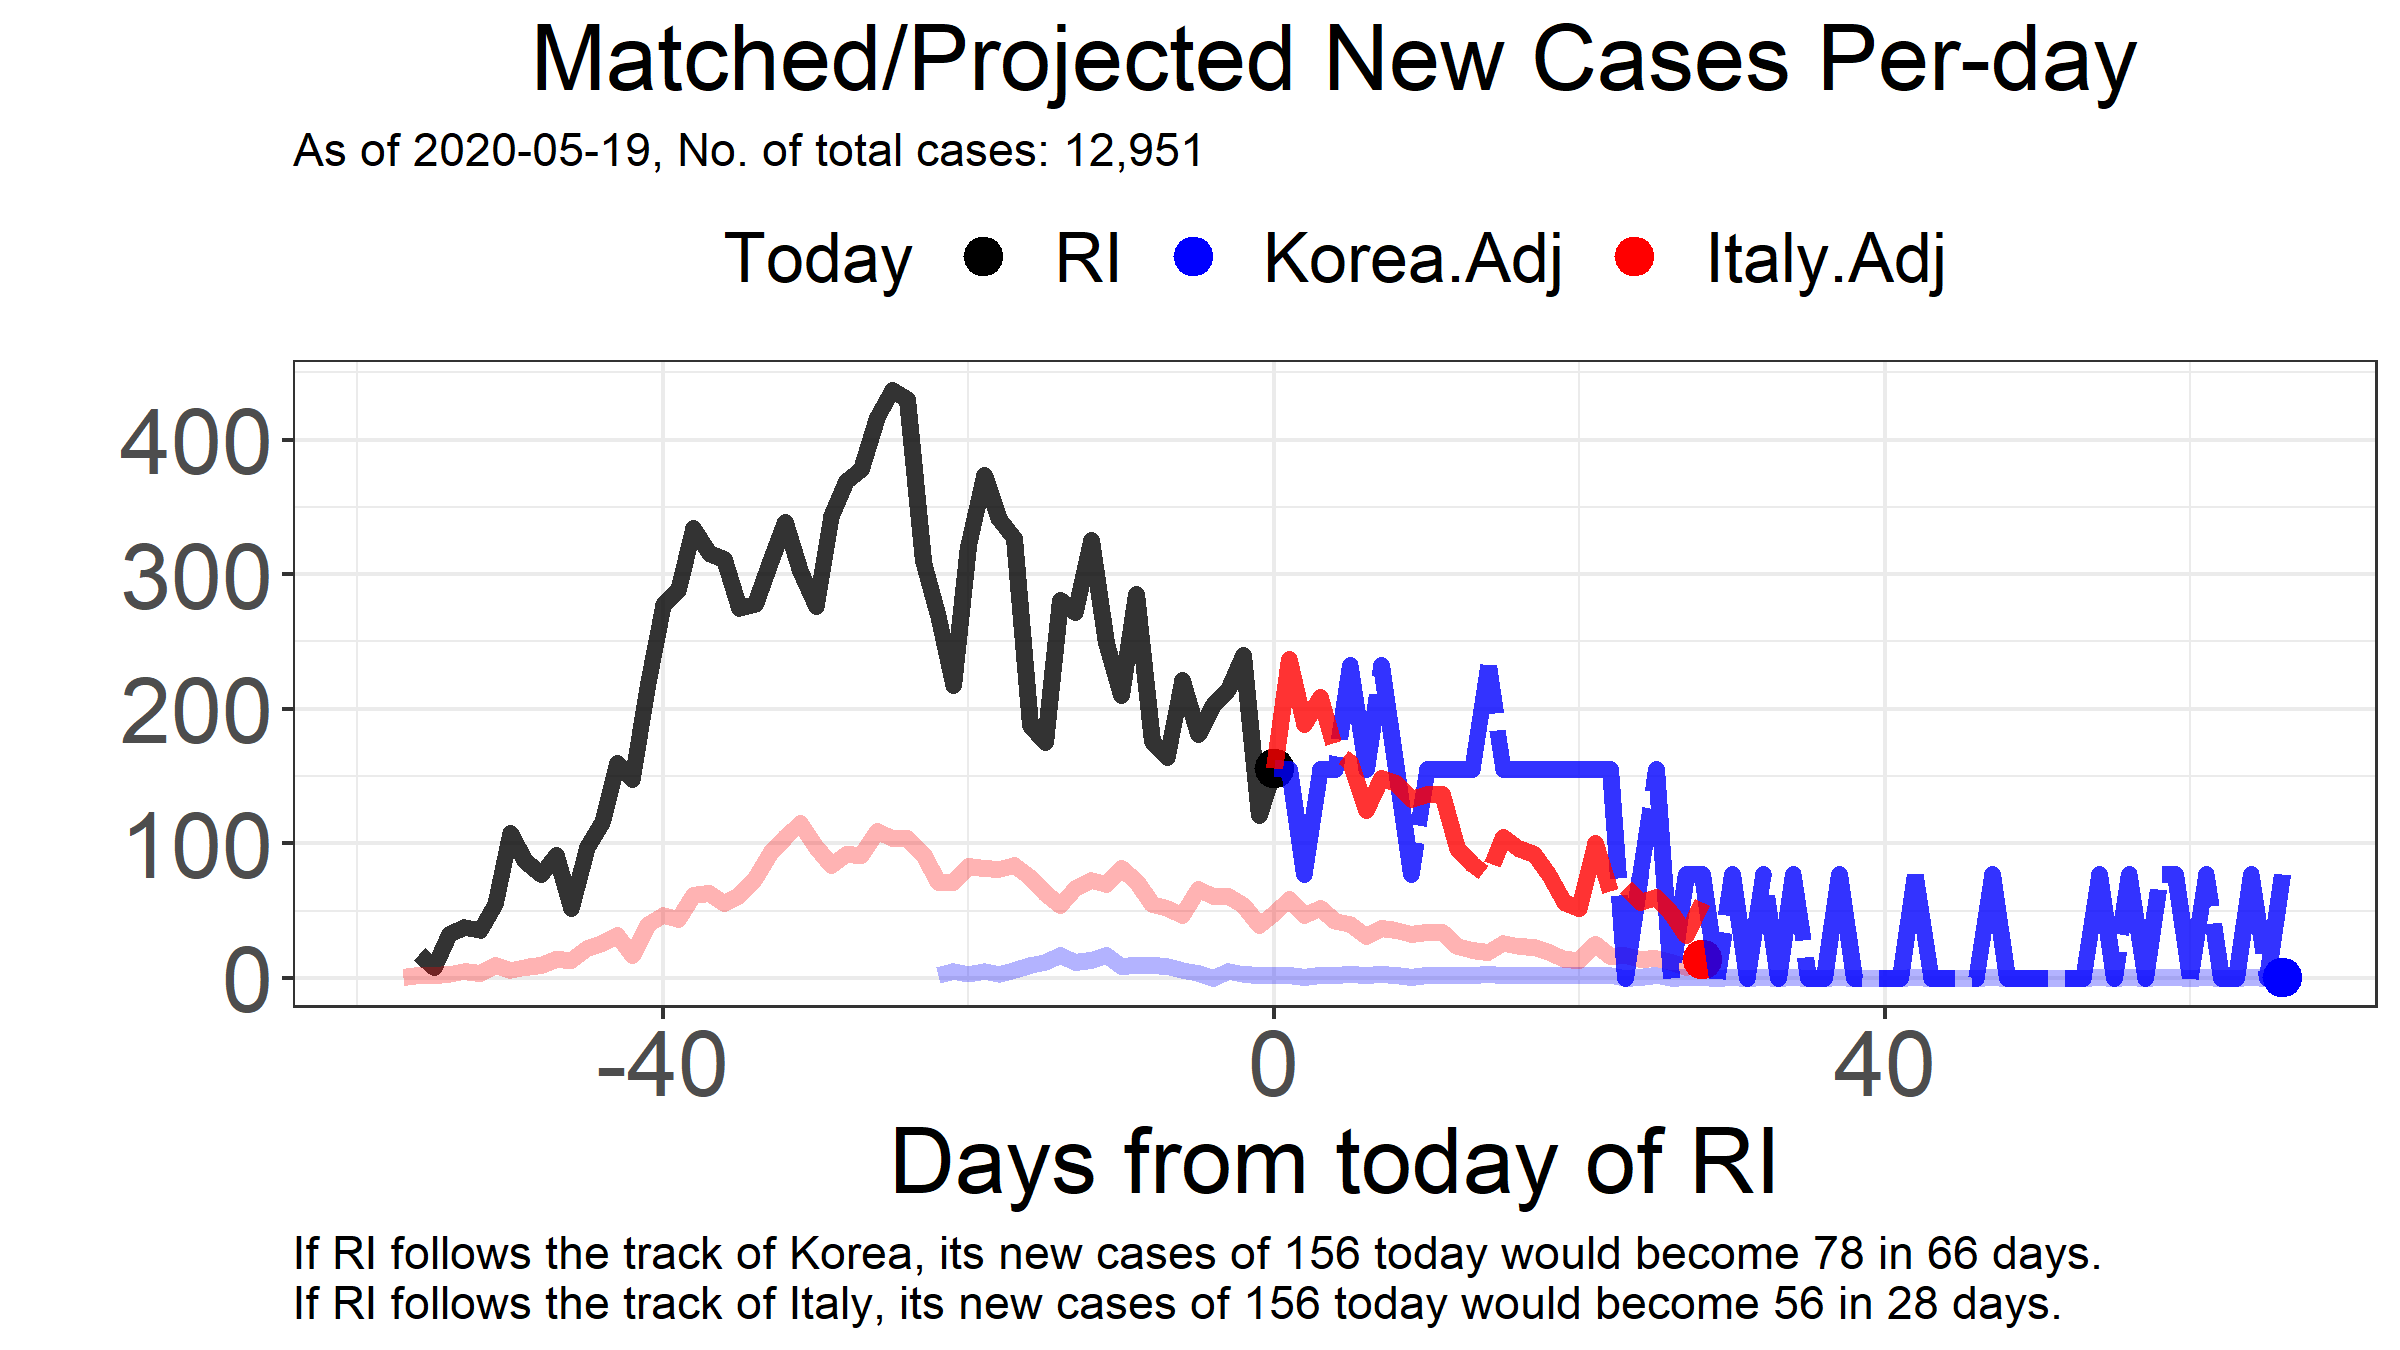 Matched/Projected New Cases Per-day
As of 2020-05-19, No. of total cases: 12,951
Today RI Korea.Adj Italy.Adj
400
300
200
100
0
-40 0 40
Days from today of RI
If RI follows the track of Korea, its new cases of 156 today would become 78 in 66 days.
If RI follows the track of Italy, its new cases of 156 today would become 56 in 28 days.